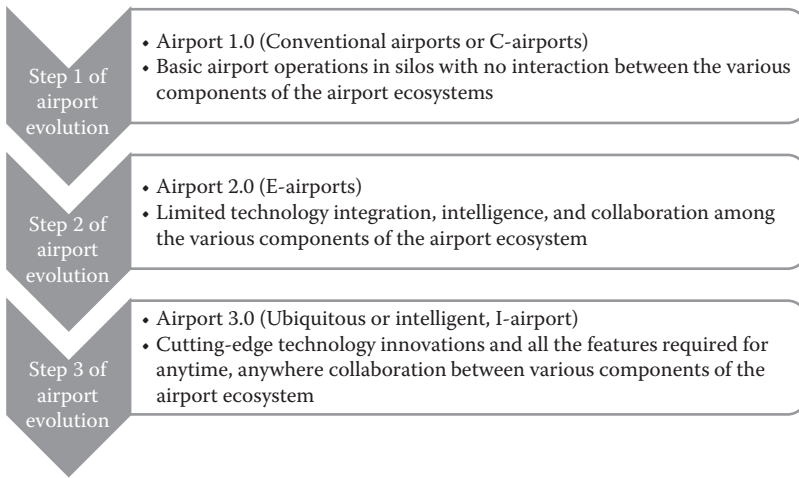 Step 1 of
airport
evolution
• Airport 1.0 (Conventional airports or C-airports)
• Basic airport operations in silos with no interaction between the various
components of the airport ecosystems
Step 2 of
airport
evolution
• Airport 2.0 (E-airports)
• Limited technology integration, intelligence, and collaboration among
the various components of the airport ecosystem
Step 3 of
airport
evolution
• Airport 3.0 (Ubiquitous or intelligent, I-airport)
• Cutting-edge technology innovations and all the features required for
anytime, anywhere collaboration between various components of the
airport ecosystem